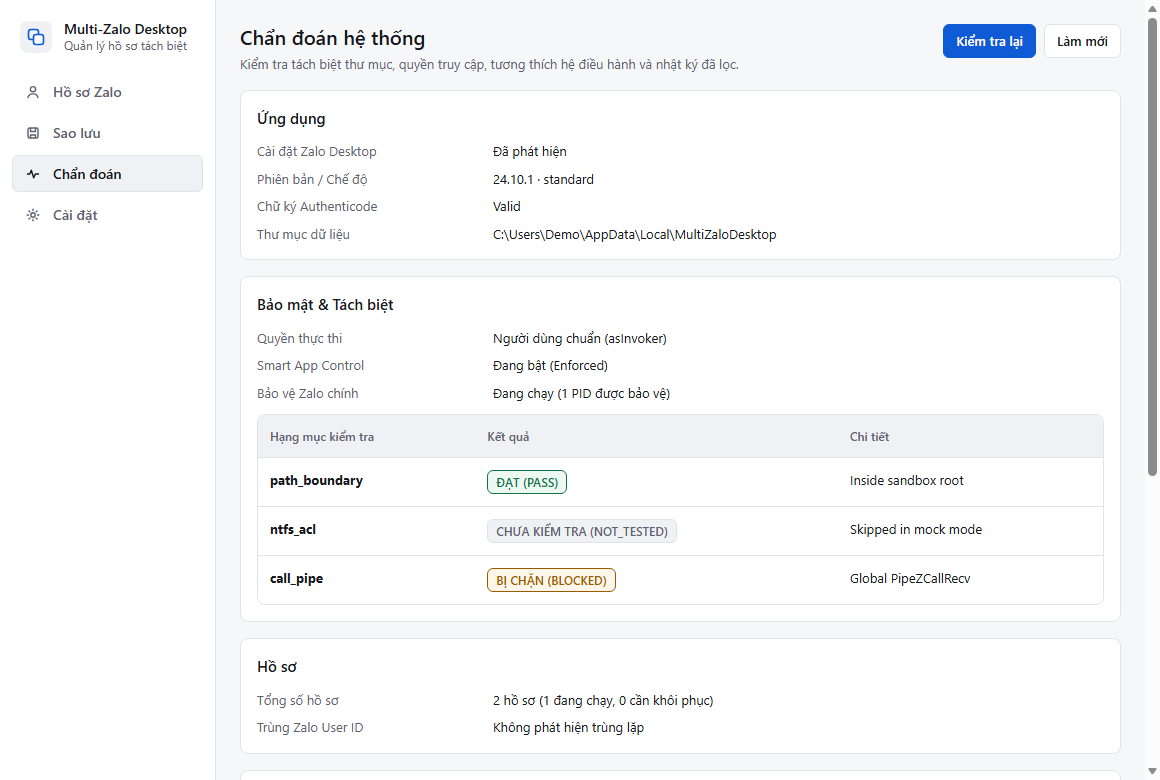 Multi-Zalo Desktop
Quản lý hồ sơ tách biệt
Hồ sơ Zalo
Sao lưu
Chẩn đoán
Cài đặt
Chẩn đoán hệ thống
Kiểm tra tách biệt thư mục, quyền truy cập, tương thích hệ điều hành và nhật ký đã lọc.
Kiểm tra lại
Làm mới
Ứng dụng
Cài đặt Zalo Desktop Đã phát hiện
Phiên bản / Chế độ 24.10.1 · standard
Chữ ký Authenticode Valid
Thư mục dữ liệu C:\Users\Demo\AppData\Local\MultiZaloDesktop
Bảo mật & Tách biệt
Quyền thực thi Người dùng chuẩn (asInvoker)
Smart App Control Đang bật (Enforced)
Bảo vệ Zalo chính Đang chạy (1 PID được bảo vệ)
Hạng mục kiểm tra Kết quả Chi tiết
path_boundary ĐẠT (PASS) Inside sandbox root
ntfs_acl CHƯA KIỂM TRA (NOT_TESTED) Skipped in mock mode
call_pipe BỊ CHẶN (BLOCKED) Global PipeZCallRecv
Hồ sơ
Tổng số hồ sơ 2 hồ sơ (1 đang chạy, 0 cần khôi phục)
Trùng Zalo User ID Không phát hiện trùng lặp